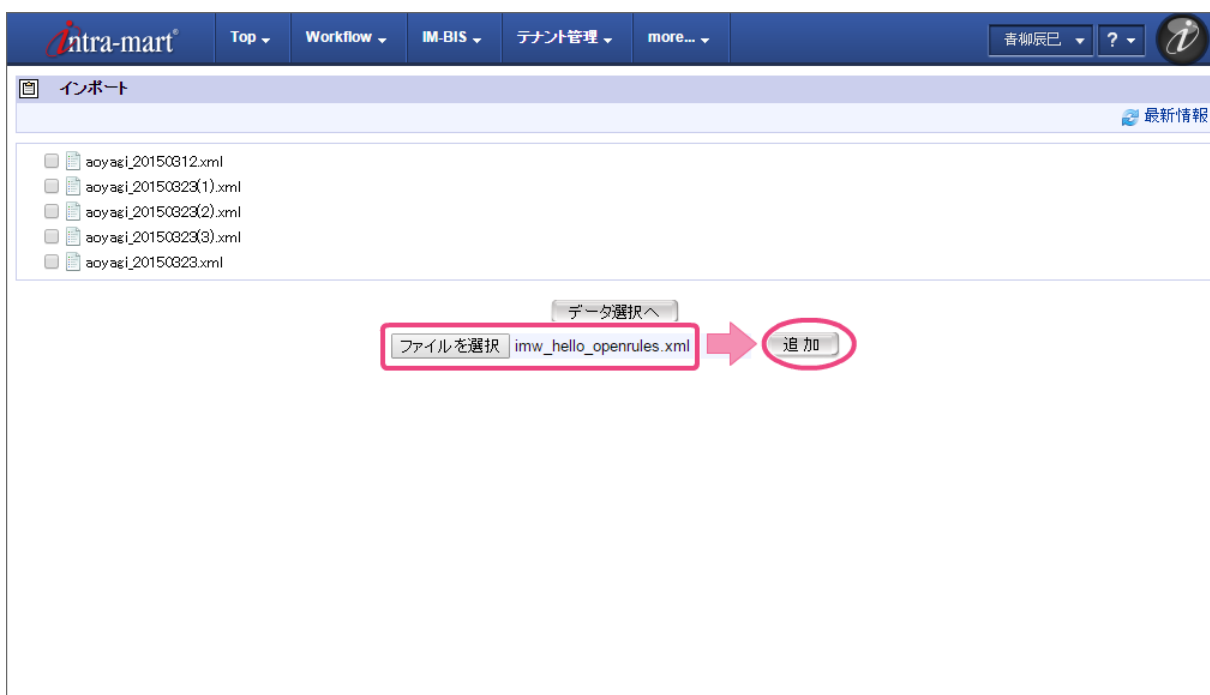 intra-mart® Top Workflow IM-BIS テナント管理 more... 青柳辰巳 ?
インポート
最新情報
aoyagi_20150312.xml
aoyagi_20150323(1).xml
aoyagi_20150323(2).xml
aoyagi_20150323(3).xml
aoyagi_20150323.xml
データ選択へ
ファイルを選択 imw_hello_openrules.xml 追加